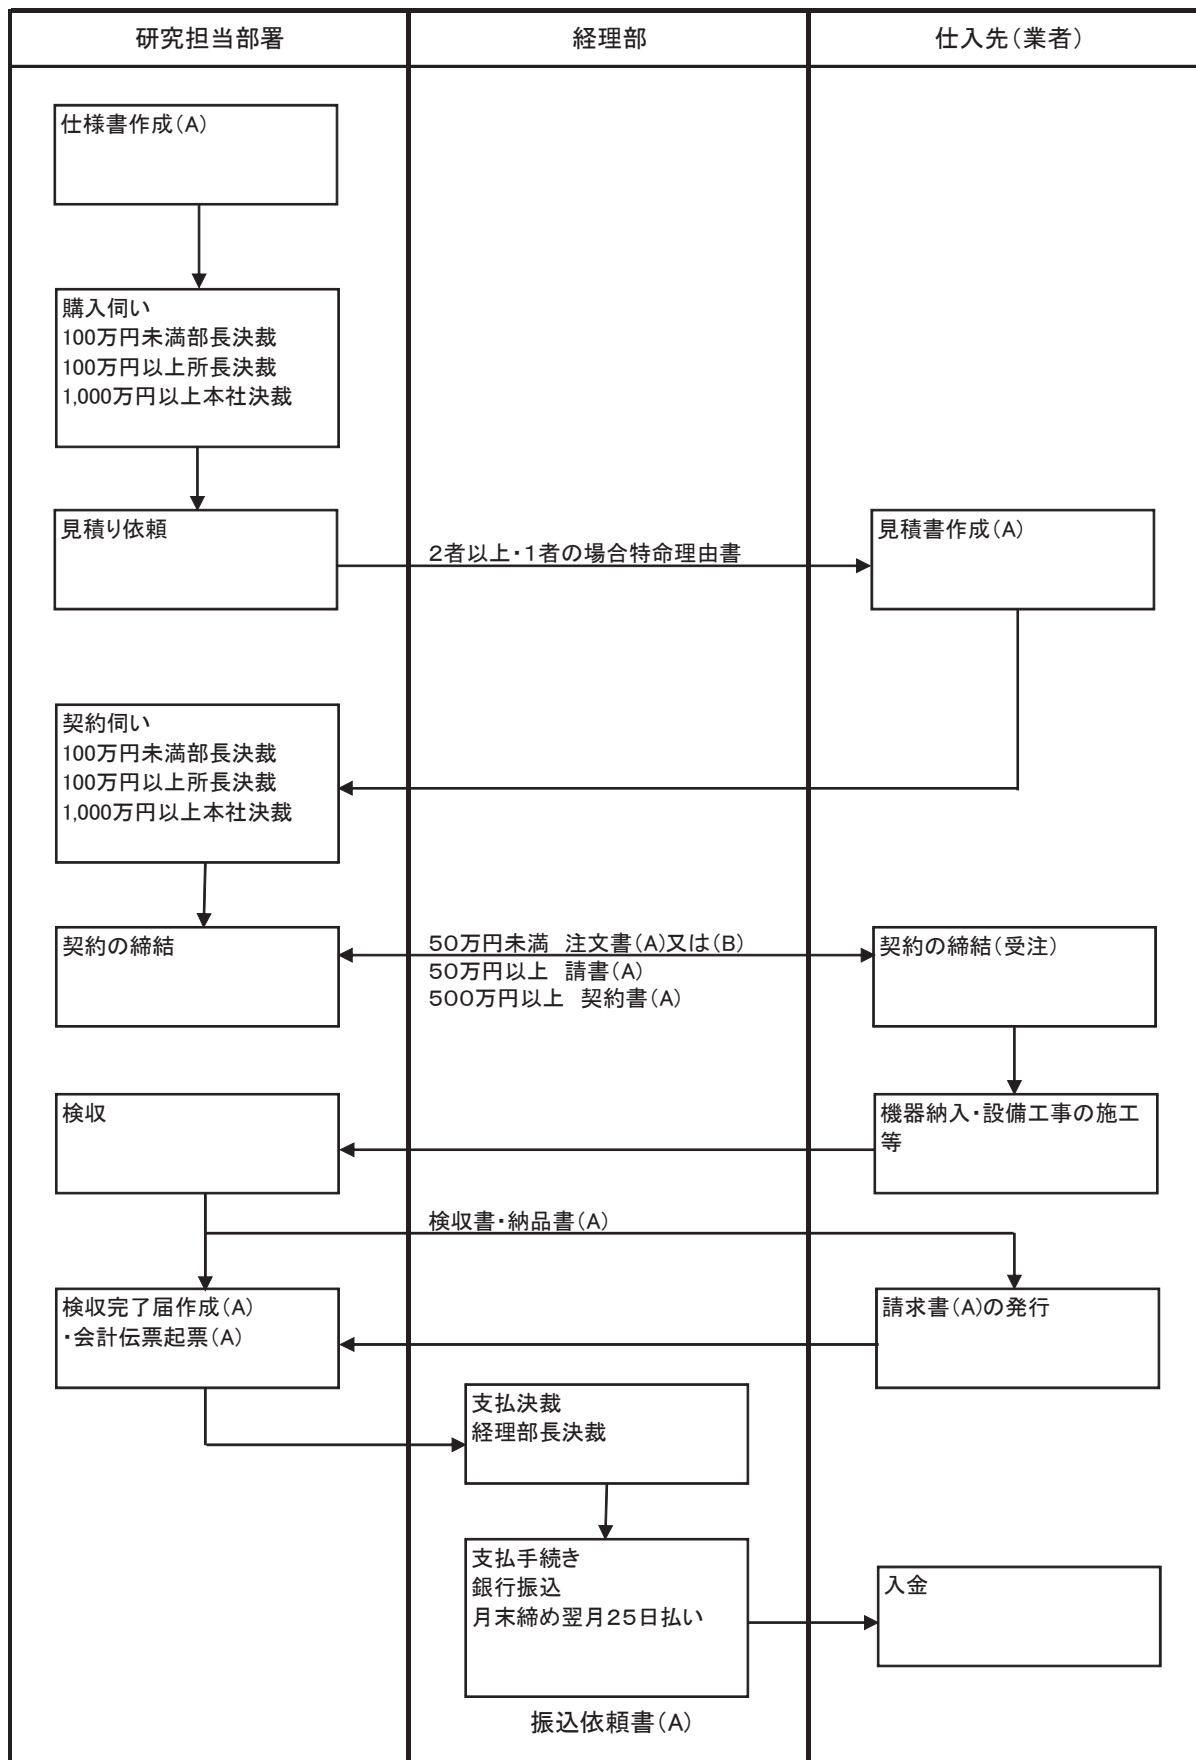 研究担当部署
経理部
仕入先(業者)
仕様書作成(A)
購入伺い
100万円未満部長決裁
100万円以上所長決裁
1,000万円以上本社決裁
見積り依頼
2者以上・1者の場合特命理由書
見積書作成(A)
契約伺い
100万円未満部長決裁
100万円以上所長決裁
1,000万円以上本社決裁
契約の締結
50万円未満 注文書(A)又は(B)
50万円以上 請書(A)
500万円以上 契約書(A)
契約の締結(受注)
検収
機器納入・設備工事の施工
等
検収書・納品書(A)
検収完了届作成(A)
・会計伝票起票(A)
請求書(A)の発行
支払決裁
経理部長決裁
支払手続き
銀行振込
月末締め翌月25日払い
入金
振込依頼書(A)